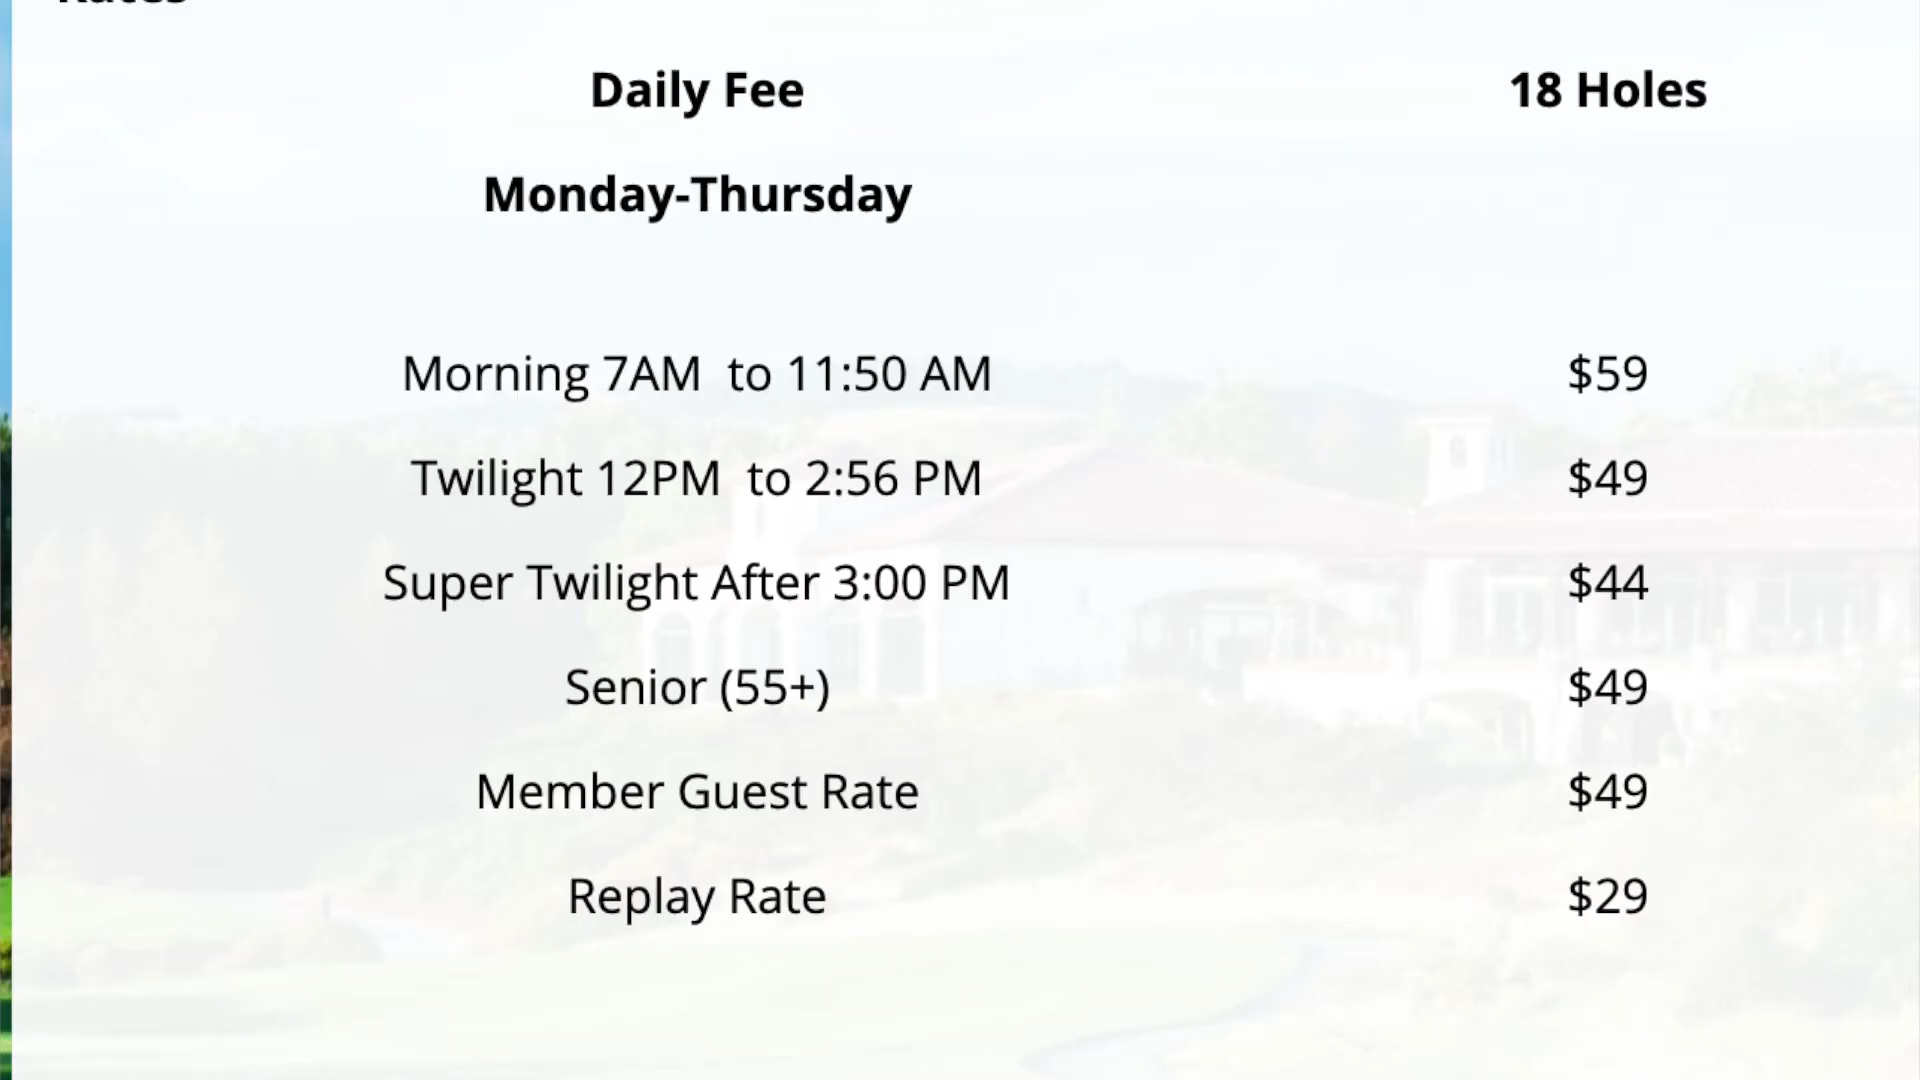 Rates
Daily Fee 18 Holes
Monday-Thursday
Morning 7AM  to 11:50 AM $59
Twilight 12PM  to 2:56 PM $49
Super Twilight After 3:00 PM $44
Senior (55+) $49
Member Guest Rate $49
Replay Rate $29